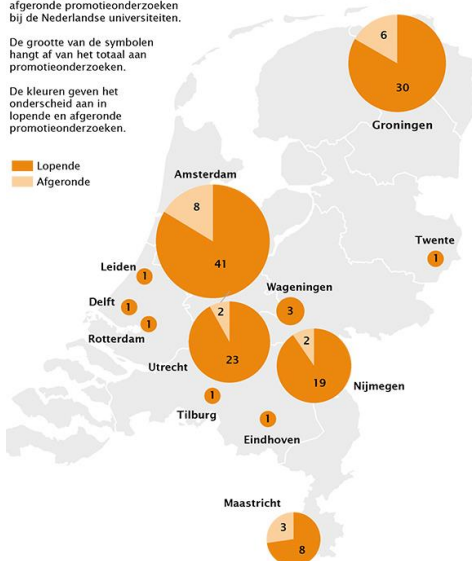 afgeronde promotieonderzoeken
bij de Nederlandse universiteiten.
De grootte van de symbolen
hangt af van het totaal aan
promotieonderzoeken.
De kleuren geven het
onderscheid aan in
lopende en afgeronde
promotieonderzoeken.
Lopende
Afgeronde
6
30
Groningen
Amsterdam
8
41
Twente
1
Leiden
1
Wageningen
3
Delft
1
Rotterdam
1
2
23
Utrecht
2
19
Nijmegen
1
Tilburg
1
Eindhoven
Maastricht
3
8